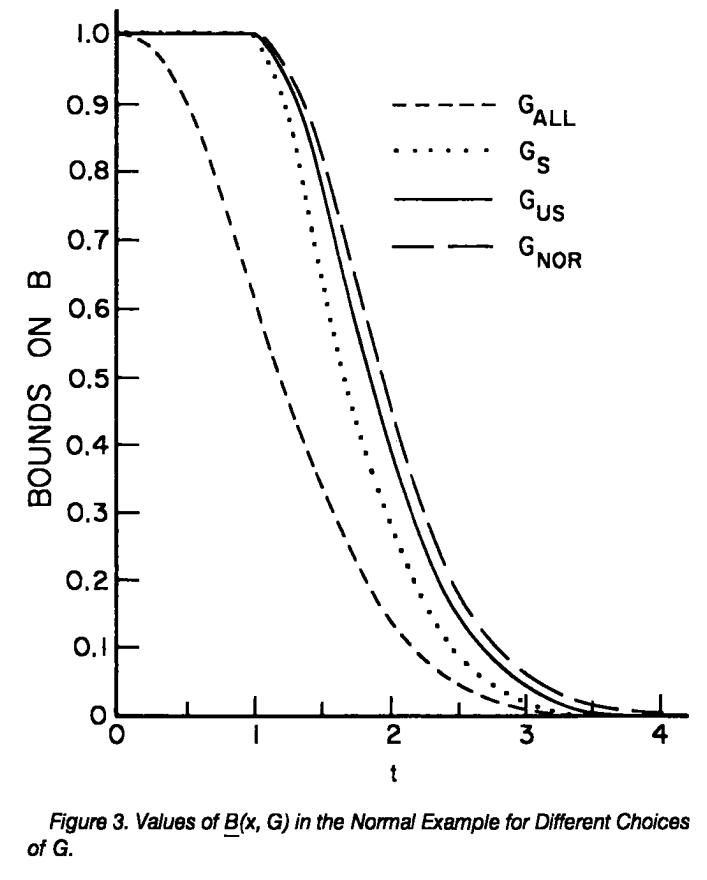 1.0
0.9
0.8
0.7
0.6
0.5
0.4
0.3
0.2
0.1
0
BOUNDS ON B
G_ALL
G_S
G_US
G_NOR
0 1 2 3 4
t
Figure 3. Values of B(x, G) in the Normal Example for Different Choices
of G.